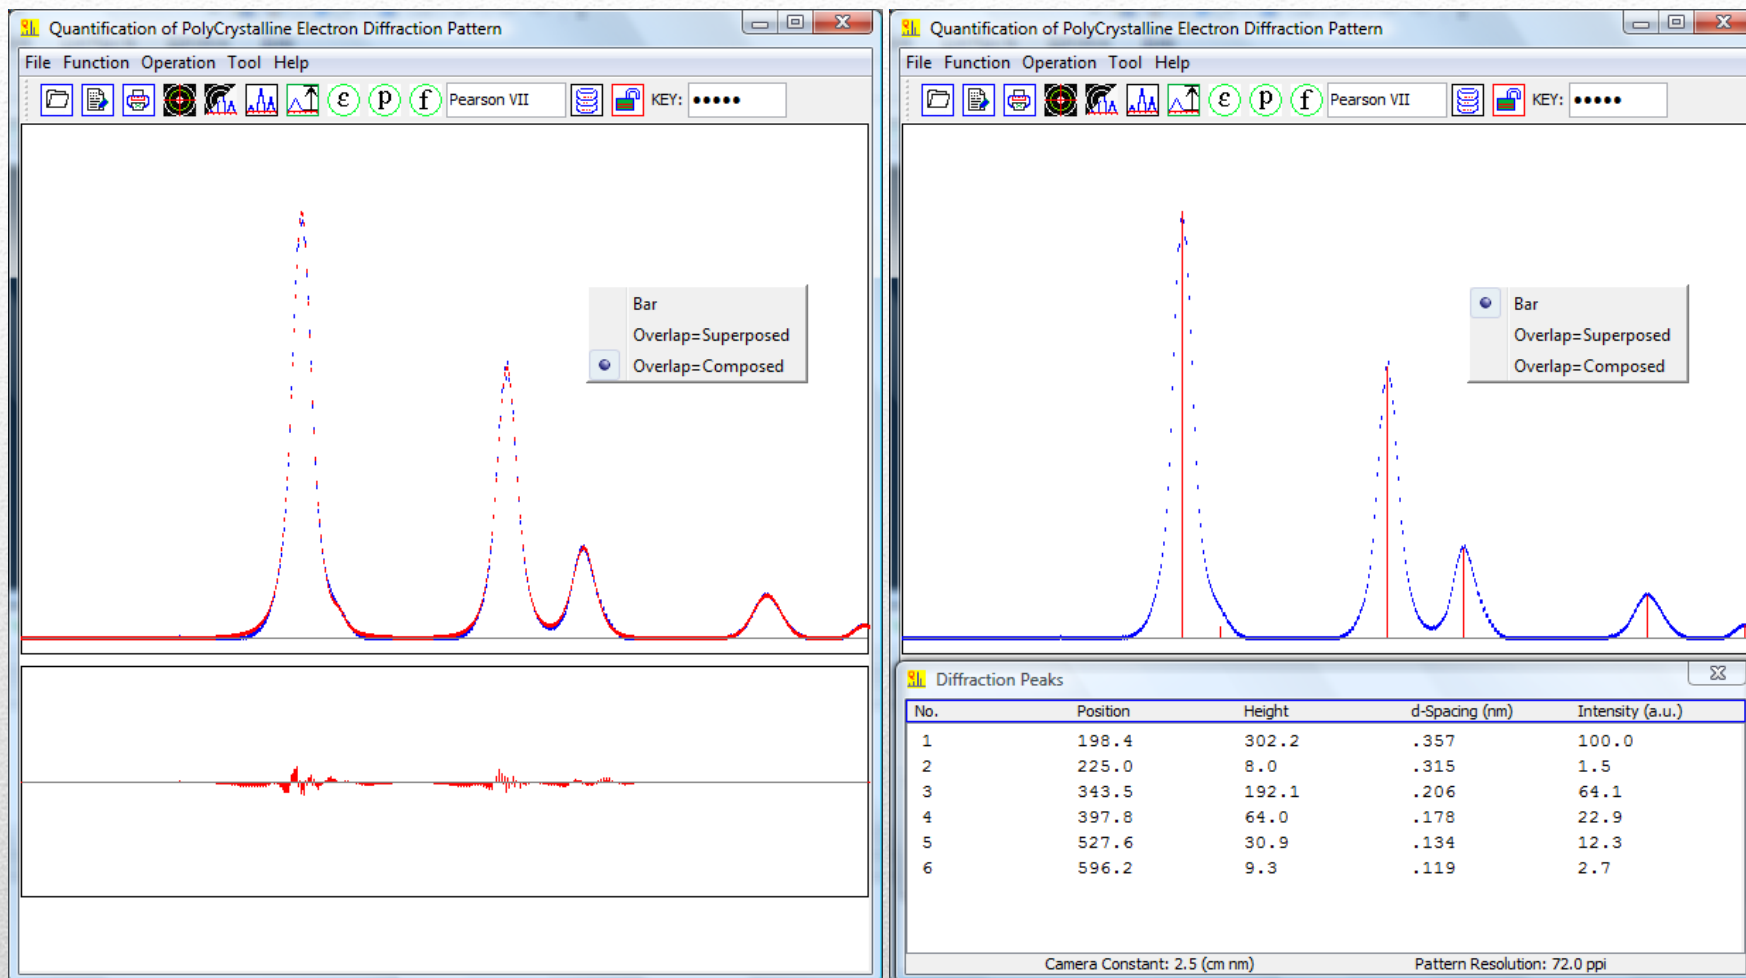 Quantification of PolyCrystalline Electron Diffraction Pattern
File Function Operation Tool Help
ε p f Pearson VII KEY: •••••
Bar
Overlap=Superposed
Overlap=Composed
Quantification of PolyCrystalline Electron Diffraction Pattern
File Function Operation Tool Help
ε p f Pearson VII KEY: •••••
Bar
Overlap=Superposed
Overlap=Composed
Diffraction Peaks
No. Position Height d-Spacing (nm) Intensity (a.u.)
1 198.4 302.2 .357 100.0
2 225.0 8.0 .315 1.5
3 343.5 192.1 .206 64.1
4 397.8 64.0 .178 22.9
5 527.6 30.9 .134 12.3
6 596.2 9.3 .119 2.7
Camera Constant: 2.5 (cm nm) Pattern Resolution: 72.0 ppi